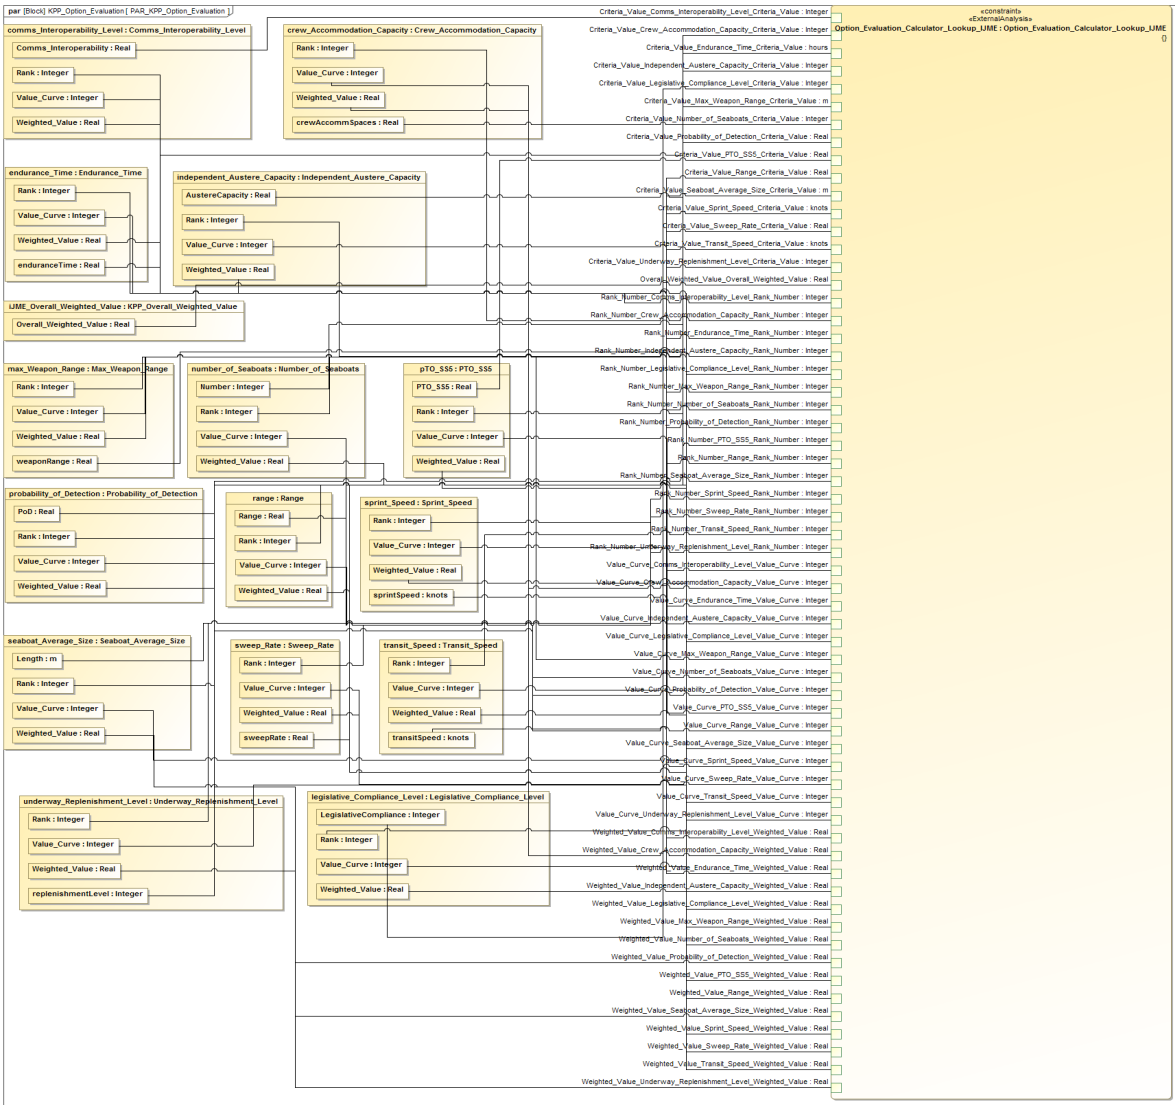 par [Block] KPP_Option_Evaluation [ PAR_KPP_Option_Evaluation ]
comms_Interoperability_Level : Comms_Interoperability_Level
Comms_Interoperability : Real
Rank : Integer
Value_Curve : Integer
Weighted_Value : Real
crew_Accommodation_Capacity : Crew_Accommodation_Capacity
Rank : Integer
Value_Curve : Integer
Weighted_Value : Real
crewAccommSpaces : Real
endurance_Time : Endurance_Time
Rank : Integer
Value_Curve : Integer
Weighted_Value : Real
enduranceTime : Real
independent_Austere_Capacity : Independent_Austere_Capacity
AustereCapacity : Real
Rank : Integer
Value_Curve : Integer
Weighted_Value : Real
iJME_Overall_Weighted_Value : KPP_Overall_Weighted_Value
Overall_Weighted_Value : Real
max_Weapon_Range : Max_Weapon_Range
Rank : Integer
Value_Curve : Integer
Weighted_Value : Real
weaponRange : Real
number_of_Seaboats : Number_of_Seaboats
Number : Integer
Rank : Integer
Value_Curve : Integer
Weighted_Value : Real
pTO_SS5 : PTO_SS5
PTO_SS5 : Real
Rank : Integer
Value_Curve : Integer
Weighted_Value : Real
probability_of_Detection : Probability_of_Detection
PoD : Real
Rank : Integer
Value_Curve : Integer
Weighted_Value : Real
range : Range
Range : Real
Rank : Integer
Value_Curve : Integer
Weighted_Value : Real
sprint_Speed : Sprint_Speed
Rank : Integer
Value_Curve : Integer
Weighted_Value : Real
sprintSpeed : knots
seaboat_Average_Size : Seaboat_Average_Size
Length : m
Rank : Integer
Value_Curve : Integer
Weighted_Value : Real
sweep_Rate : Sweep_Rate
Rank : Integer
Value_Curve : Integer
Weighted_Value : Real
sweepRate : Real
transit_Speed : Transit_Speed
Rank : Integer
Value_Curve : Integer
Weighted_Value : Real
transitSpeed : knots
underway_Replenishment_Level : Underway_Replenishment_Level
Rank : Integer
Value_Curve : Integer
Weighted_Value : Real
replenishmentLevel : Integer
legislative_Compliance_Level : Legislative_Compliance_Level
LegislativeCompliance : Integer
Rank : Integer
Value_Curve : Integer
Weighted_Value : Real
«constraint»
«ExternalAnalysis»
Option_Evaluation_Calculator_Lookup_IJME : Option_Evaluation_Calculator_Lookup_IJME
{}
Criteria_Value_Comms_Interoperability_Level_Criteria_Value : Integer
Criteria_Value_Crew_Accommodation_Capacity_Criteria_Value : Integer
Criteria_Value_Endurance_Time_Criteria_Value : hours
Criteria_Value_Independent_Austere_Capacity_Criteria_Value : Integer
Criteria_Value_Legislative_Compliance_Level_Criteria_Value : Integer
Criteria_Value_Max_Weapon_Range_Criteria_Value : m
Criteria_Value_Number_of_Seaboats_Criteria_Value : Integer
Criteria_Value_Probability_of_Detection_Criteria_Value : Real
Criteria_Value_PTO_SS5_Criteria_Value : Real
Criteria_Value_Range_Criteria_Value : Real
Criteria_Value_Seaboat_Average_Size_Criteria_Value : m
Criteria_Value_Sprint_Speed_Criteria_Value : knots
Criteria_Value_Sweep_Rate_Criteria_Value : Real
Criteria_Value_Transit_Speed_Criteria_Value : knots
Criteria_Value_Underway_Replenishment_Level_Criteria_Value : Integer
Overall_Weighted_Value_Overall_Weighted_Value : Real
Rank_Number_Comms_Interoperability_Level_Rank_Number : Integer
Rank_Number_Crew_Accommodation_Capacity_Rank_Number : Integer
Rank_Number_Endurance_Time_Rank_Number : Integer
Rank_Number_Independent_Austere_Capacity_Rank_Number : Integer
Rank_Number_Legislative_Compliance_Level_Rank_Number : Integer
Rank_Number_Max_Weapon_Range_Rank_Number : Integer
Rank_Number_Number_of_Seaboats_Rank_Number : Integer
Rank_Number_Probability_of_Detection_Rank_Number : Integer
Rank_Number_PTO_SS5_Rank_Number : Integer
Rank_Number_Range_Rank_Number : Integer
Rank_Number_Seaboat_Average_Size_Rank_Number : Integer
Rank_Number_Sprint_Speed_Rank_Number : Integer
Rank_Number_Sweep_Rate_Rank_Number : Integer
Rank_Number_Transit_Speed_Rank_Number : Integer
Rank_Number_Underway_Replenishment_Level_Rank_Number : Integer
Value_Curve_Comms_Interoperability_Level_Value_Curve : Integer
Value_Curve_Crew_Accommodation_Capacity_Value_Curve : Integer
Value_Curve_Endurance_Time_Value_Curve : Integer
Value_Curve_Independent_Austere_Capacity_Value_Curve : Integer
Value_Curve_Legislative_Compliance_Level_Value_Curve : Integer
Value_Curve_Max_Weapon_Range_Value_Curve : Integer
Value_Curve_Number_of_Seaboats_Value_Curve : Integer
Value_Curve_Probability_of_Detection_Value_Curve : Integer
Value_Curve_PTO_SS5_Value_Curve : Integer
Value_Curve_Range_Value_Curve : Integer
Value_Curve_Seaboat_Average_Size_Value_Curve : Integer
Value_Curve_Sprint_Speed_Value_Curve : Integer
Value_Curve_Sweep_Rate_Value_Curve : Integer
Value_Curve_Transit_Speed_Value_Curve : Integer
Value_Curve_Underway_Replenishment_Level_Value_Curve : Integer
Weighted_Value_Comms_Interoperability_Level_Weighted_Value : Real
Weighted_Value_Crew_Accommodation_Capacity_Weighted_Value : Real
Weighted_Value_Endurance_Time_Weighted_Value : Real
Weighted_Value_Independent_Austere_Capacity_Weighted_Value : Real
Weighted_Value_Legislative_Compliance_Level_Weighted_Value : Real
Weighted_Value_Max_Weapon_Range_Weighted_Value : Real
Weighted_Value_Number_of_Seaboats_Weighted_Value : Real
Weighted_Value_Probability_of_Detection_Weighted_Value : Real
Weighted_Value_PTO_SS5_Weighted_Value : Real
Weighted_Value_Range_Weighted_Value : Real
Weighted_Value_Seaboat_Average_Size_Weighted_Value : Real
Weighted_Value_Sprint_Speed_Weighted_Value : Real
Weighted_Value_Sweep_Rate_Weighted_Value : Real
Weighted_Value_Transit_Speed_Weighted_Value : Real
Weighted_Value_Underway_Replenishment_Level_Weighted_Value : Real